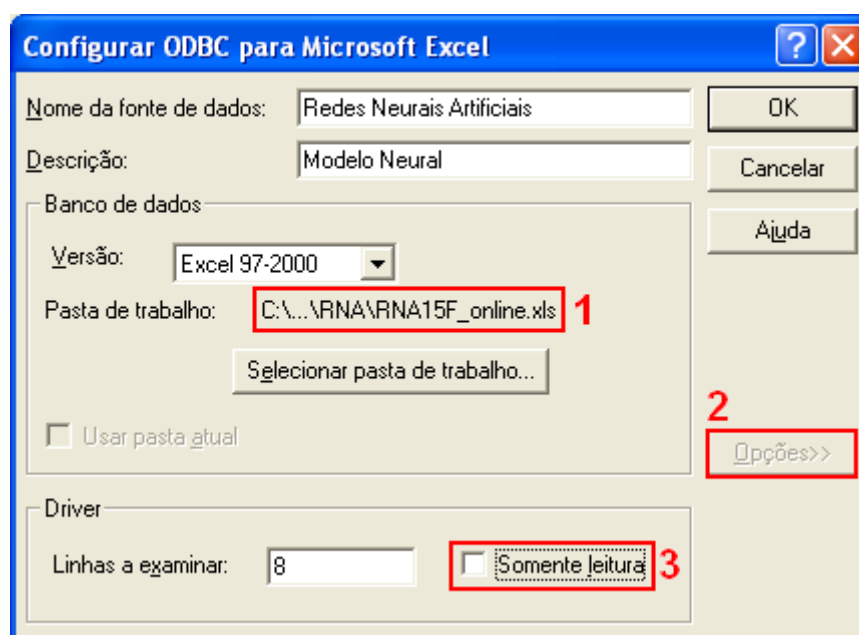 Configurar ODBC para Microsoft Excel
Nome da fonte de dados: Redes Neurais Artificiais
OK
Descrição: Modelo Neural
Cancelar
Banco de dados
Ajuda
Versão: Excel 97-2000
Pasta de trabalho: C:\...\RNA\RNA15F_online.xls 1
Selecionar pasta de trabalho...
2
Usar pasta atual
Opções>>
Driver
Linhas a examinar: 8
Somente leitura 3